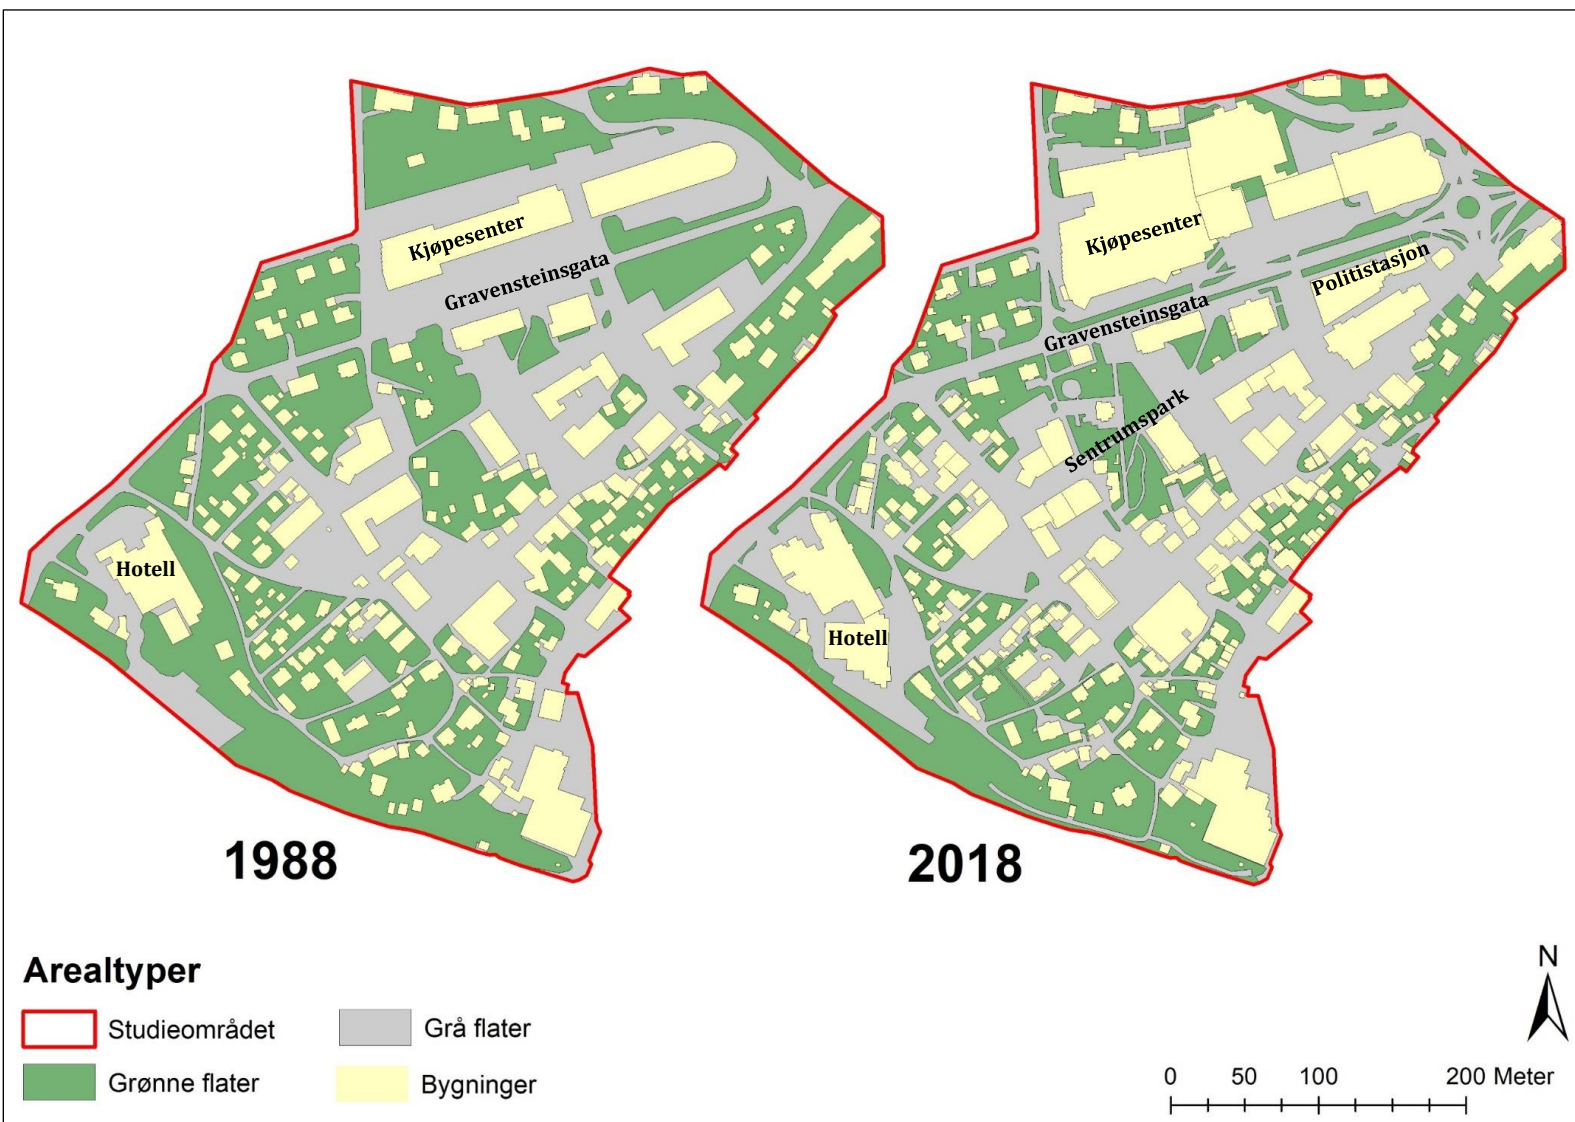 Kjøpesenter
Gravensteinsgata
Hotell
1988
Kjøpesenter
Politistasjon
Gravensteinsgata
Sentrumspark
Hotell
2018
Arealtyper
Studieområdet
Grå flater
Grønne flater
Bygninger
N
0 50 100 200 Meter